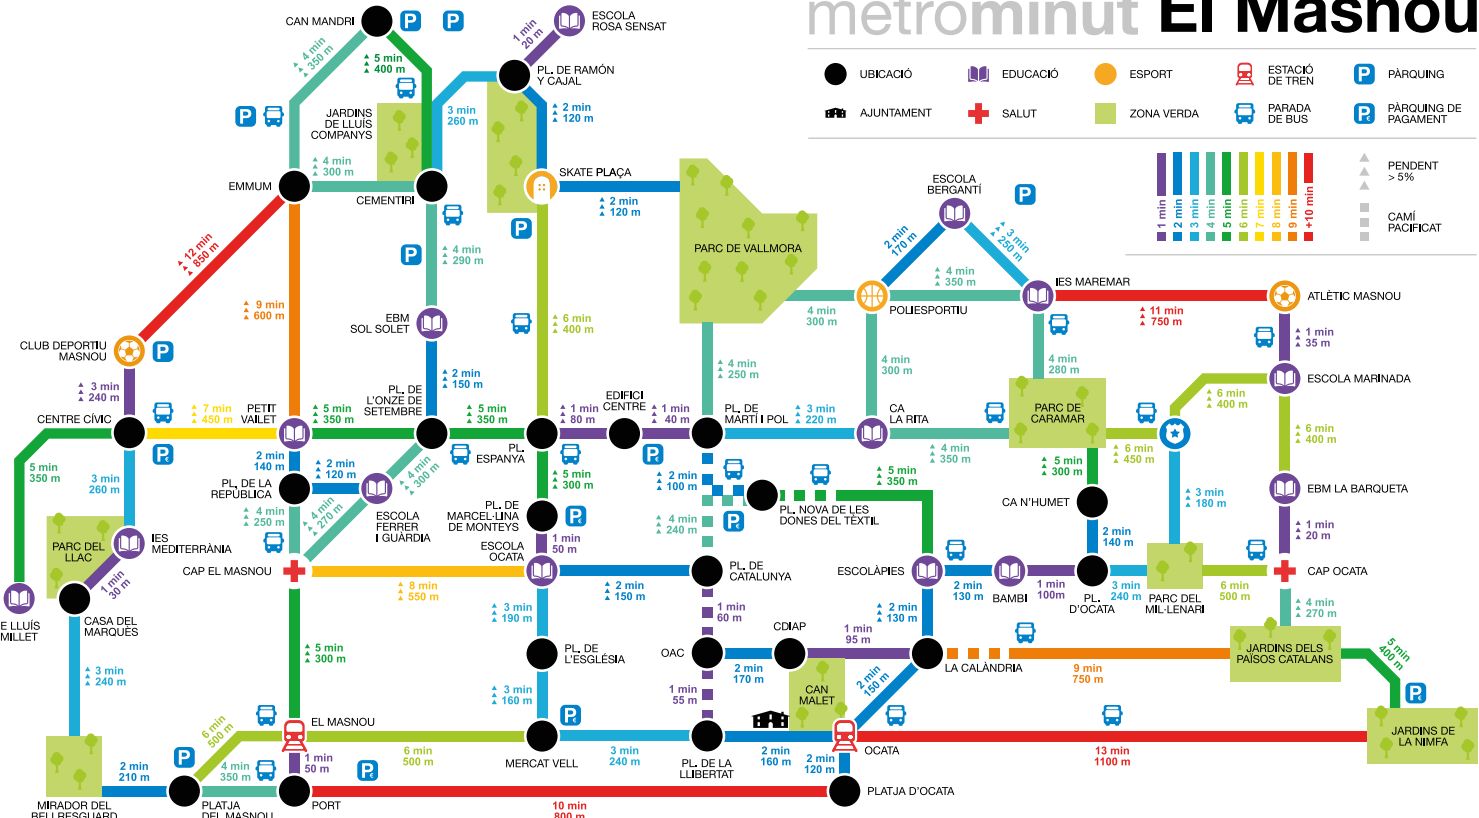 metrominut El Masnou
UBICACIÓ
EDUCACIÓ
ESPORT
ESTACIÓ
DE TREN
PÀRQUING
AJUNTAMENT
SALUT
ZONA VERDA
PARADA
DE BUS
PÀRQUING DE
PAGAMENT
1 min
2 min
3 min
4 min
5 min
6 min
7 min
8 min
9 min
+10 min
PENDENT
> 5%
CAMÍ
PACIFICAT
CAN MANDRI
ESCOLA
ROSA SENSAT
1 min
20 m
4 min
350 m
5 min
400 m
PL. DE RAMÓN
Y CAJAL
JARDINS
DE LLUÍS
COMPANYS
3 min
260 m
2 min
120 m
4 min
300 m
EMMUM
CEMENTIRI
SKATE PLAÇA
2 min
120 m
ESCOLA
BERGANTÍ
2 min
170 m
3 min
250 m
12 min
850 m
4 min
290 m
PARC DE VALLMORA
4 min
350 m
IES MAREMAR
ATLÈTIC MASNOU
9 min
600 m
EBM
SOL SOLET
6 min
400 m
4 min
300 m
POLIESPORTIU
11 min
750 m
1 min
35 m
CLUB DEPORTIU
MASNOU
3 min
240 m
2 min
150 m
4 min
250 m
4 min
300 m
4 min
280 m
ESCOLA MARINADA
CENTRE CÍVIC
7 min
450 m
PETIT
VAILET
5 min
350 m
PL. DE
L'ONZE DE
SETEMBRE
5 min
350 m
PL.
ESPANYA
1 min
80 m
EDIFICI
CENTRE
1 min
40 m
PL. DE
MARTÍ I POL
3 min
220 m
CA
LA RITA
4 min
350 m
PARC DE
CARAMAR
6 min
450 m
6 min
400 m
6 min
400 m
5 min
350 m
3 min
260 m
2 min
140 m
2 min
120 m
4 min
300 m
5 min
300 m
2 min
100 m
5 min
350 m
5 min
300 m
3 min
180 m
EBM LA BARQUETA
PL. DE LA
REPÚBLICA
4 min
250 m
4 min
270 m
ESCOLA
FERRER
I GUÀRDIA
PL. DE
MARCEL·LINA
DE MONTEYS
4 min
240 m
PL. NOVA DE LES
DONES DEL TÈXTIL
CA N'HUMET
2 min
140 m
1 min
20 m
PARC DEL
LLAC
IES
MEDITERRÀNIA
1 min
30 m
CAP EL MASNOU
8 min
550 m
1 min
50 m
ESCOLA
OCATA
2 min
150 m
PL. DE
CATALUNYA
ESCOLÀPIES
2 min
130 m
BAMBI
1 min
100m
PL.
D'OCATA
3 min
240 m
PARC DEL
MIL·LENARI
6 min
500 m
CAP OCATA
E LLUÍS
MILLET
CASA DEL
MARQUÈS
3 min
190 m
1 min
60 m
CDIAP
2 min
130 m
4 min
270 m
3 min
240 m
5 min
300 m
PL. DE
L'ESGLÉSIA
OAC
2 min
170 m
1 min
95 m
LA CALÀNDRIA
9 min
750 m
JARDINS DELS
PAÏSOS CATALANS
5 min
400 m
3 min
160 m
1 min
55 m
CAN
MALET
2 min
150 m
6 min
500 m
EL MASNOU
6 min
500 m
MERCAT VELL
3 min
240 m
PL. DE LA
LLIBERTAT
2 min
160 m
OCATA
13 min
1100 m
JARDINS DE
LA NIMFA
2 min
210 m
4 min
350 m
1 min
50 m
2 min
120 m
MIRADOR DEL
BELLRESGUARD
PLATJA
DEL MASNOU
PORT
10 min
800 m
PLATJA D'OCATA